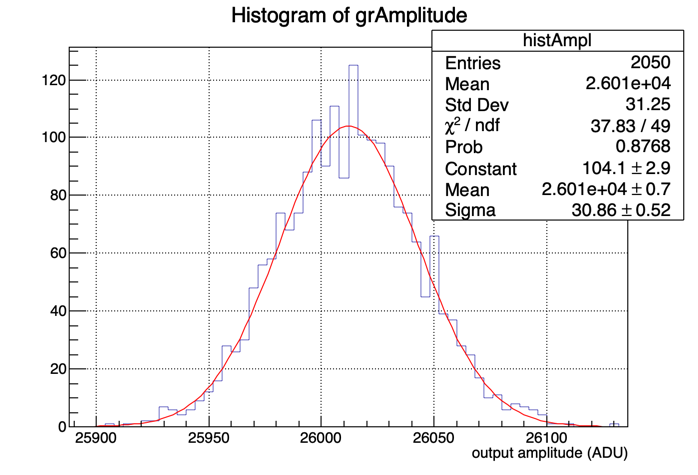 Histogram of grAmplitude
histAmpl
Entries 2050
Mean 2.601e+04
Std Dev 31.25
χ² / ndf 37.83 / 49
Prob 0.8768
Constant 104.1 ± 2.9
Mean 2.601e+04 ± 0.7
Sigma 30.86 ± 0.52
120
100
80
60
40
20
0
25900 25950 26000 26050 26100
output amplitude (ADU)